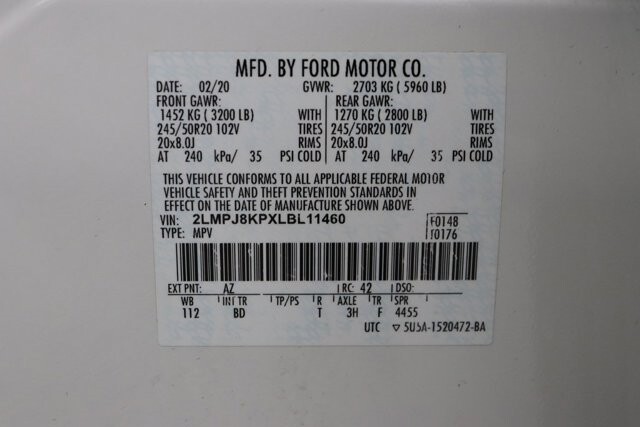 MFD. BY FORD MOTOR CO.
DATE: 02/20 GVWR: 2703 KG ( 5960 LB)
FRONT GAWR: REAR GAWR:
1452 KG ( 3200 LB) WITH 1270 KG ( 2800 LB) WITH
245/50R20 102V TIRES 245/50R20 102V TIRES
20x8.0J RIMS 20x8.0J RIMS
AT 240 kPa/ 35 PSI COLD AT 240 kPa/ 35 PSI COLD
THIS VEHICLE CONFORMS TO ALL APPLICABLE FEDERAL MOTOR
VEHICLE SAFETY AND THEFT PREVENTION STANDARDS IN
EFFECT ON THE DATE OF MANUFACTURE SHOWN ABOVE.
VIN: 2LMPJ8KPXLBL11460 F0148
TYPE: MPV T0176
EXT PNT: AZ RC: 42 DSO:
WB INT TR TP/PS R AXLE TR SPR
112 BD T 3H F 4455
UTC ▽ 5U5A-1520472-BA